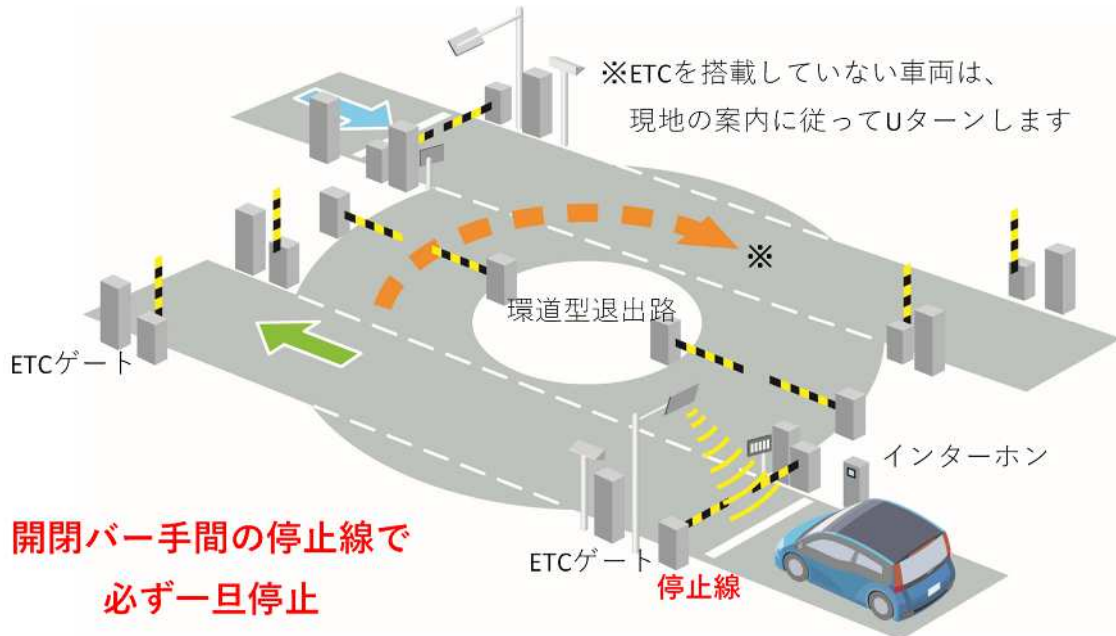 ※ETCを搭載していない車両は、
現地の案内に従ってUターンします
※
環道型退出路
ETCゲート
インターホン
開閉バー手間の停止線で
必ず一旦停止
ETCゲート
停止線